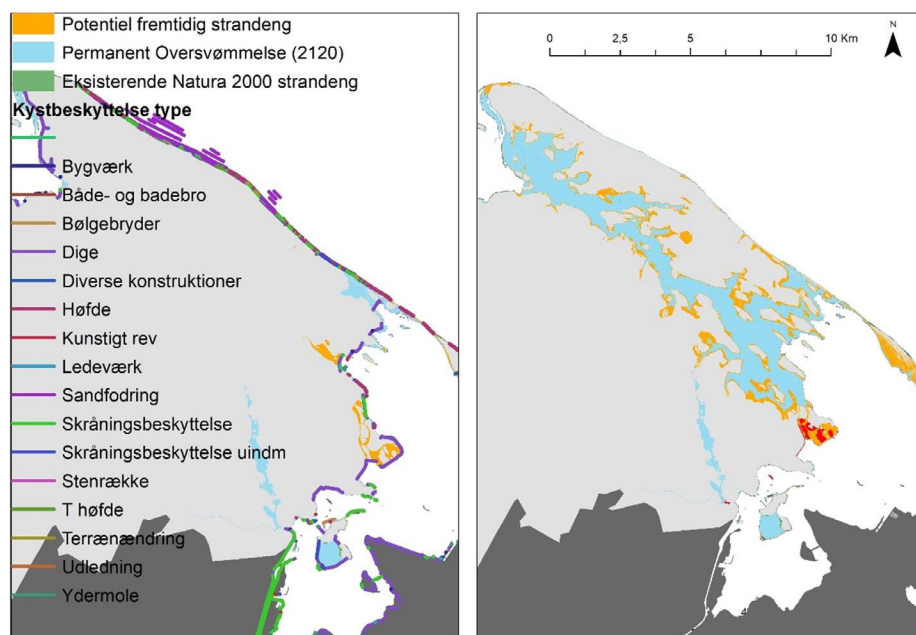 Potentiel fremtidig strandeng
Permanent Oversvømmelse (2120)
Eksisterende Natura 2000 strandeng
Kystbeskyttelse type
Bygværk
Både- og badebro
Bølgebryder
Dige
Diverse konstruktioner
Høfde
Kunstigt rev
Ledeværk
Sandfodring
Skråningsbeskyttelse
Skråningsbeskyttelse uindm
Stenrække
T høfde
Terrænændring
Udledning
Ydermole
0 2,5 5 10 Km
N
4